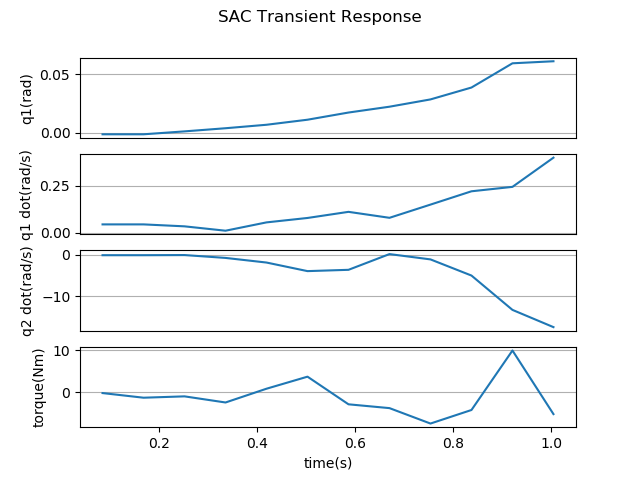 SAC Transient Response
q1(rad)
0.05
0.00
q1 dot(rad/s)
0.25
0.00
q2 dot(rad/s)
0
−10
torque(Nm)
10
0
0.2 0.4 0.6 0.8 1.0
time(s)